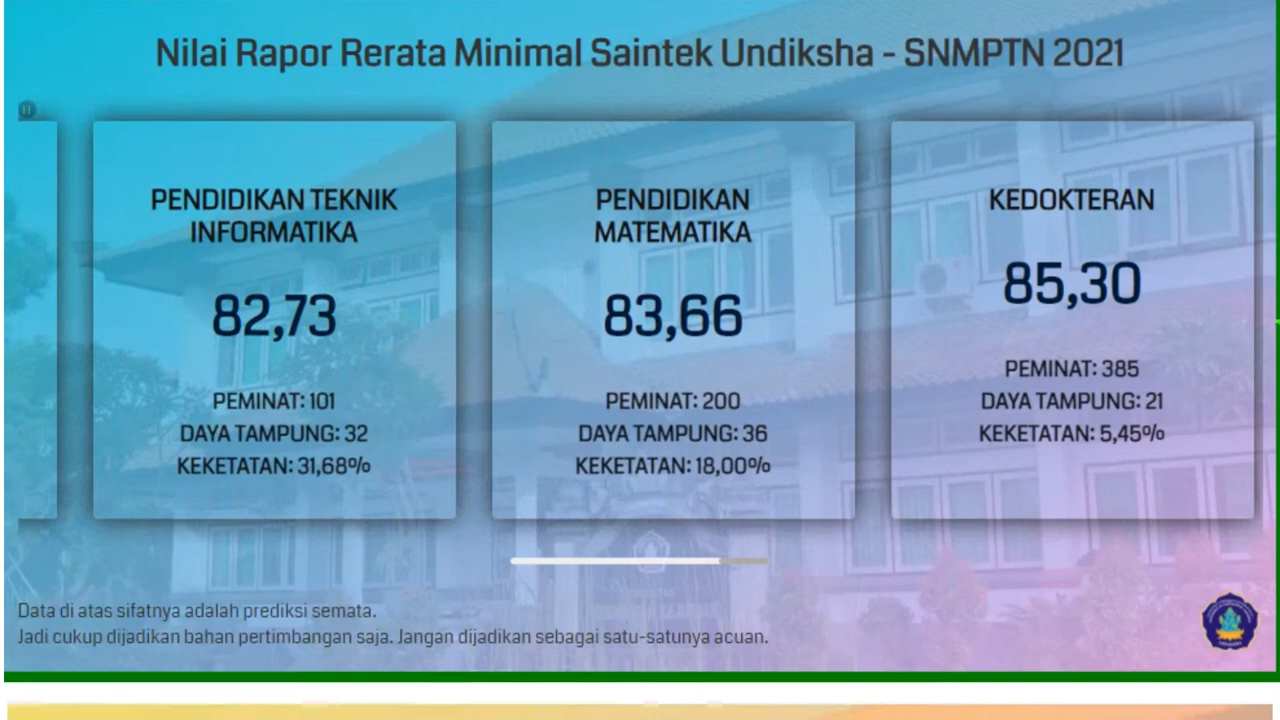 Nilai Rapor Rerata Minimal Saintek Undiksha - SNMPTN 2021
PENDIDIKAN TEKNIK
INFORMATIKA
82,73
PEMINAT: 101
DAYA TAMPUNG: 32
KEKETATAN: 31,68%
PENDIDIKAN
MATEMATIKA
83,66
PEMINAT: 200
DAYA TAMPUNG: 36
KEKETATAN: 18,00%
KEDOKTERAN
85,30
PEMINAT: 385
DAYA TAMPUNG: 21
KEKETATAN: 5,45%
Data di atas sifatnya adalah prediksi semata.
Jadi cukup dijadikan bahan pertimbangan saja. Jangan dijadikan sebagai satu-satunya acuan.